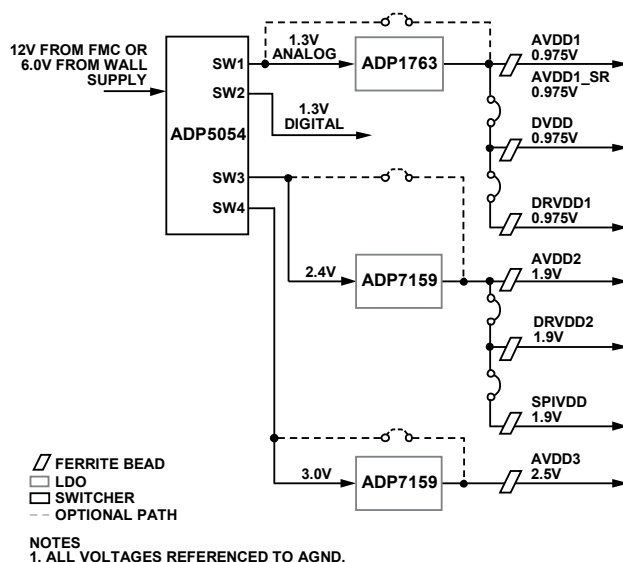 12V FROM FMC OR
6.0V FROM WALL
SUPPLY
ADP5054
SW1
SW2
SW3
SW4
1.3V
ANALOG
1.3V
DIGITAL
2.4V
3.0V
ADP1763
ADP7159
ADP7159
AVDD1
0.975V
AVDD1_SR
0.975V
DVDD
0.975V
DRVDD1
0.975V
AVDD2
1.9V
DRVDD2
1.9V
SPIVDD
1.9V
AVDD3
2.5V
FERRITE BEAD
LDO
SWITCHER
OPTIONAL PATH
NOTES
1. ALL VOLTAGES REFERENCED TO AGND.